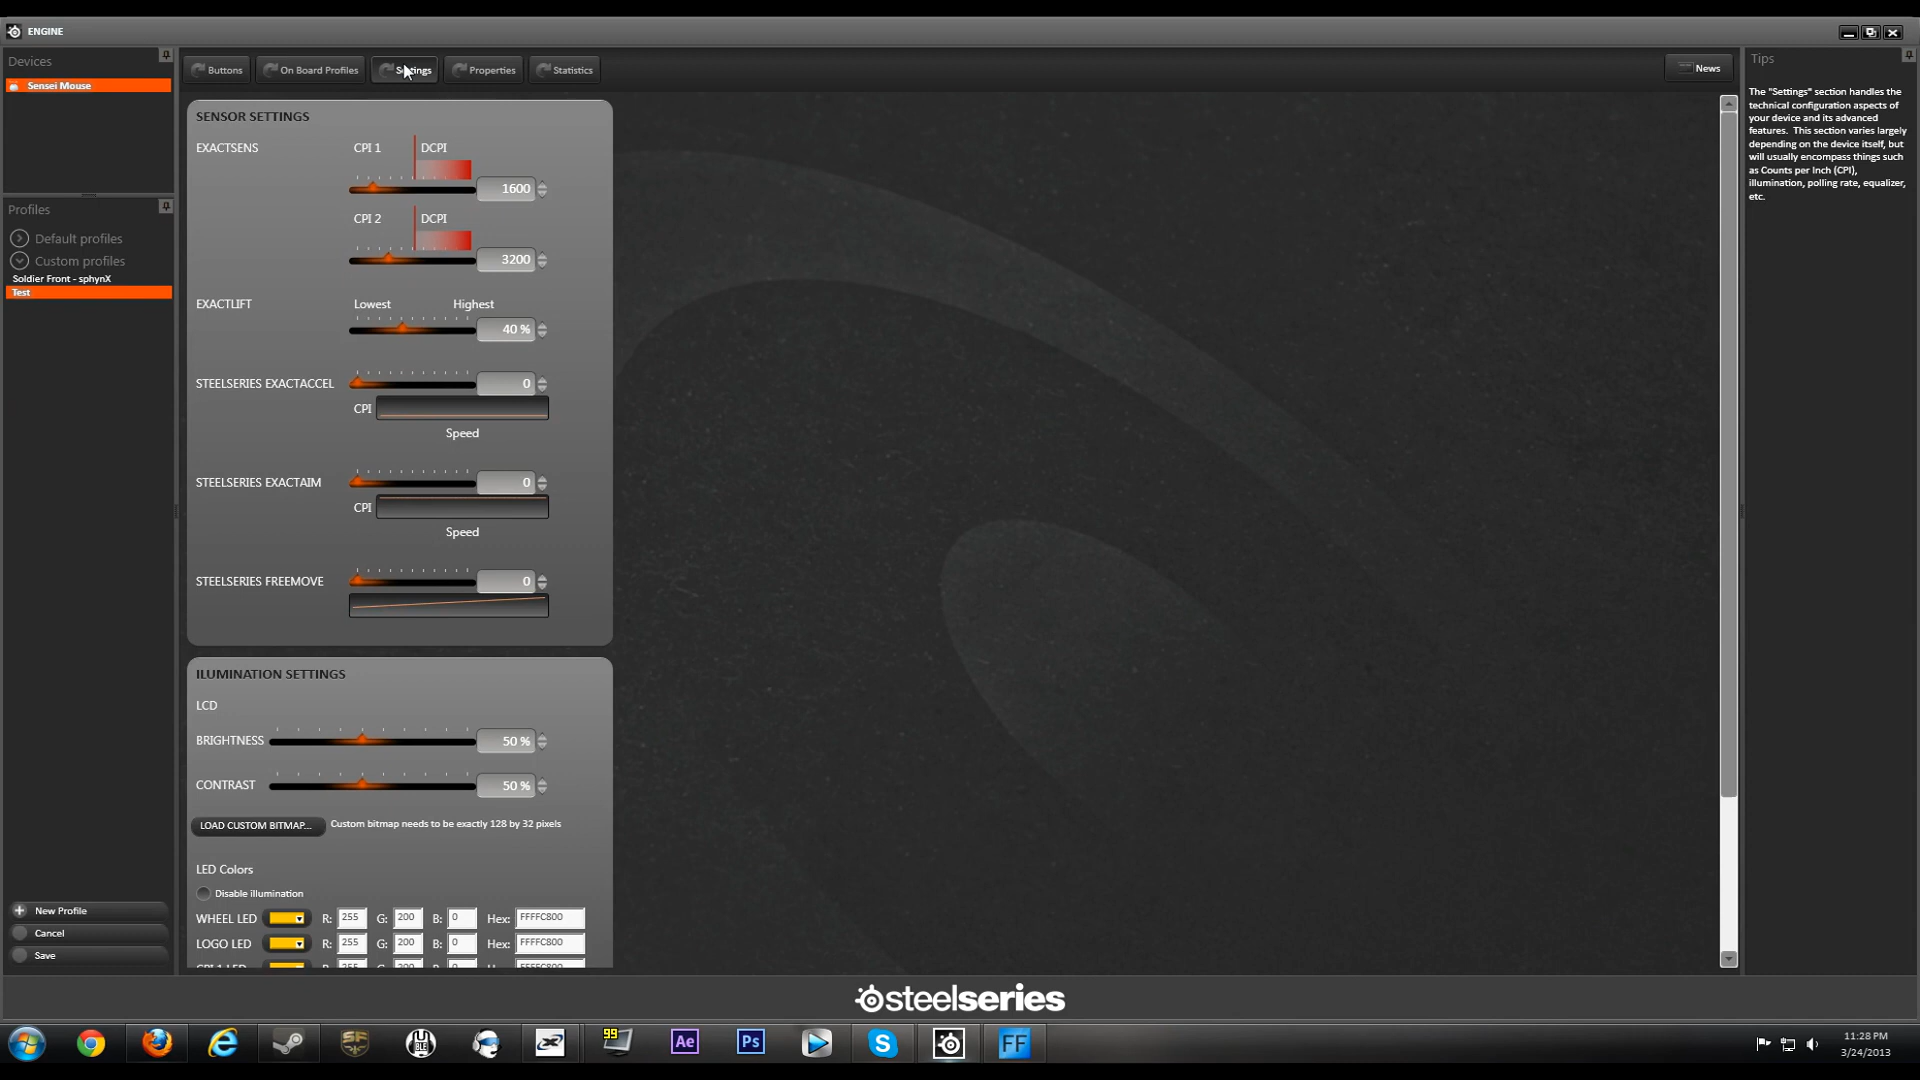 ENGINE
Devices
Sensei Mouse
Profiles
Default profiles
Custom profiles
Soldier Front - sphynX
Test
New Profile
Cancel
Save
Buttons
On Board Profiles
Settings
Properties
Statistics
News
SENSOR SETTINGS
EXACTSENS
CPI 1 DCPI
1600
CPI 2 DCPI
3200
EXACTLIFT
Lowest Highest
40 %
STEELSERIES EXACTACCEL
0
CPI
Speed
STEELSERIES EXACTAIM
0
CPI
Speed
STEELSERIES FREEMOVE
0
ILUMINATION SETTINGS
LCD
BRIGHTNESS 50 %
CONTRAST 50 %
LOAD CUSTOM BITMAP... Custom bitmap needs to be exactly 128 by 32 pixels
LED Colors
Disable illumination
WHEEL LED R: 255 G: 200 B: 0 Hex: FFFFC800
LOGO LED R: 255 G: 200 B: 0 Hex: FFFFC800
Tips
The "Settings" section handles the
technical configuration aspects of
your device and its advanced
features. This section varies largely
depending on the device itself, but
will usually encompass things such
as Counts per Inch (CPI),
illumination, polling rate, equalizer,
etc.
steelseries
99
Ae
Ps
FF
11:28 PM
3/24/2013